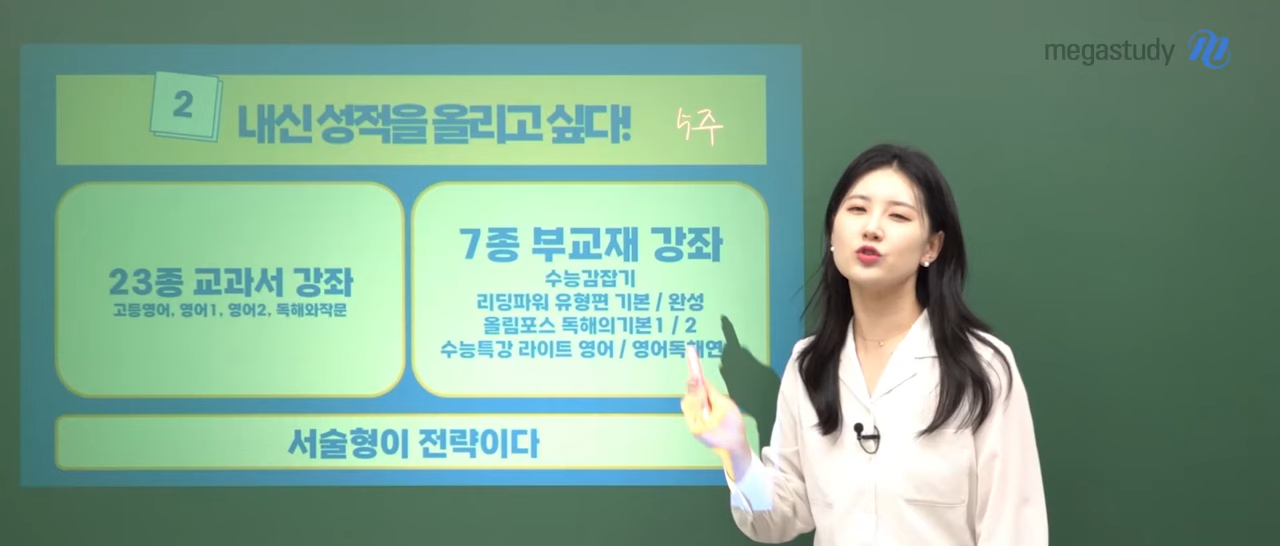 megastudy
2
내신 성적을 올리고 싶다!
23종 교과서 강좌
고등영어, 영어1, 영어2, 독해와작문
7종 부교재 강좌
수능감잡기
리딩파워 유형편 기본 / 완성
올림포스 독해의기본1 / 2
수능특강 라이트 영어 / 영어독해연
서술형이 전략이다